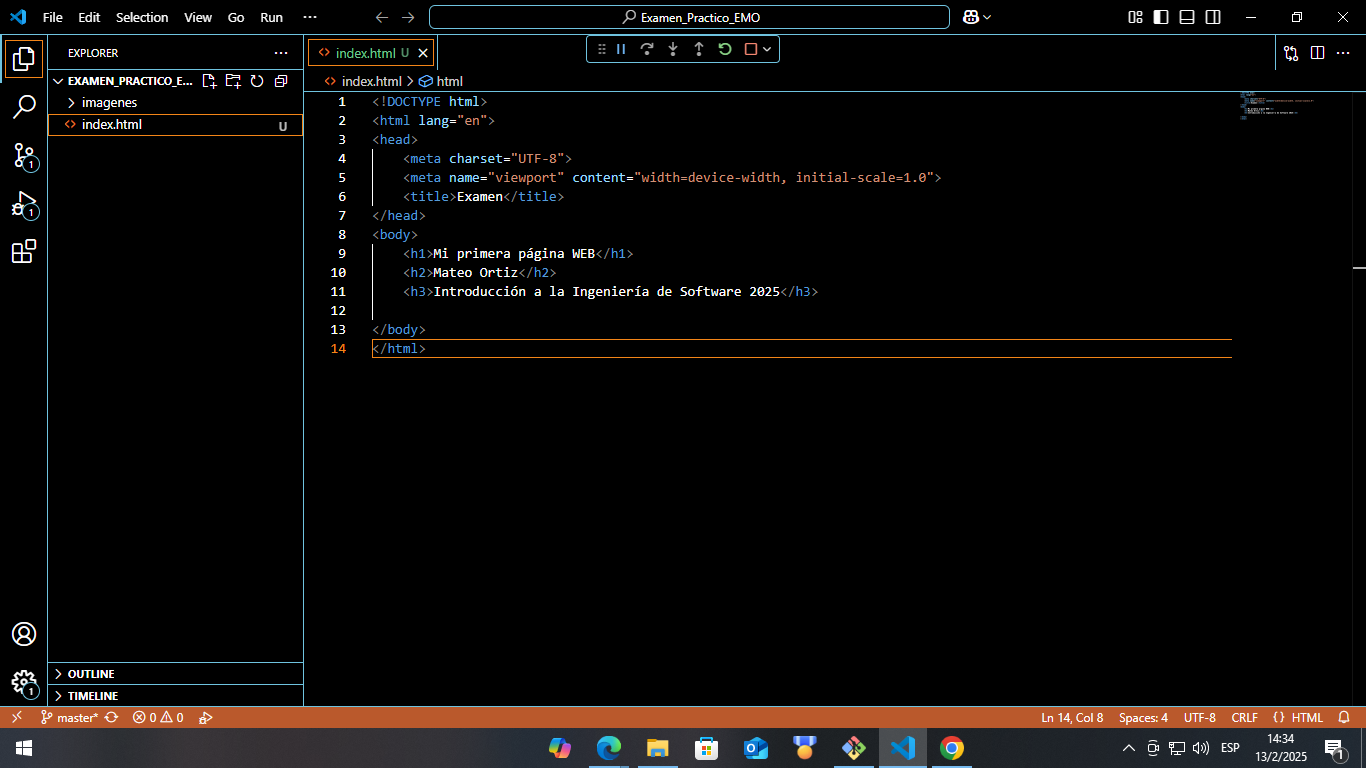 File Edit Selection View Go Run ···
Examen_Practico_EMO
EXPLORER
EXAMEN_PRACTICO_E...
imagenes
index.html U
OUTLINE
TIMELINE
index.html U
index.html > html
1 <!DOCTYPE html>
2 <html lang="en">
3 <head>
4 <meta charset="UTF-8">
5 <meta name="viewport" content="width=device-width, initial-scale=1.0">
6 <title>Examen</title>
7 </head>
8 <body>
9 <h1>Mi primera página WEB</h1>
10 <h2>Mateo Ortiz</h2>
11 <h3>Introducción a la Ingeniería de Software 2025</h3>
12
13 </body>
14 </html>
1
1
1
master* 0 0 Ln 14, Col 8 Spaces: 4 UTF-8 CRLF {} HTML
ESP 14:34 1
13/2/2025